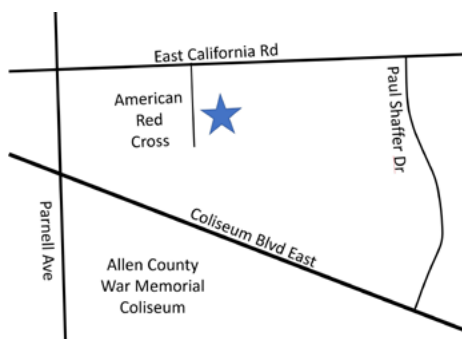 East California Rd
American
Red
Cross
Paul Shaffer Dr.
Parnell Ave
Coliseum Blvd East
Allen County
War Memorial
Coliseum